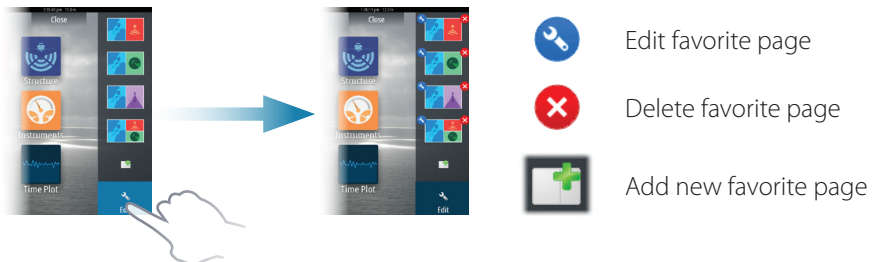 Close
Structure
Instruments
Time Plot
Edit
Close
Structure
Instruments
Time Plot
Edit
Edit favorite page
Delete favorite page
Add new favorite page